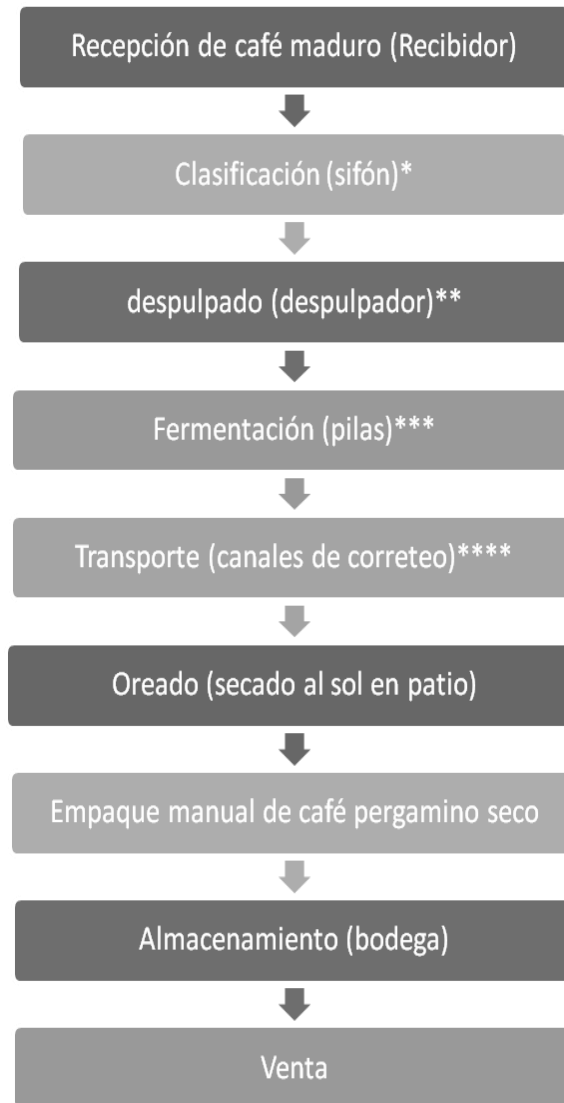 Recepción de café maduro (Recibidor)
Clasificación (sifón)*
despulpado (despulpador)**
Fermentación (pilas)***
Transporte (canales de correteo)****
Oreado (secado al sol en patio)
Empaque manual de café pergamino seco
Almacenamiento (bodega)
Venta